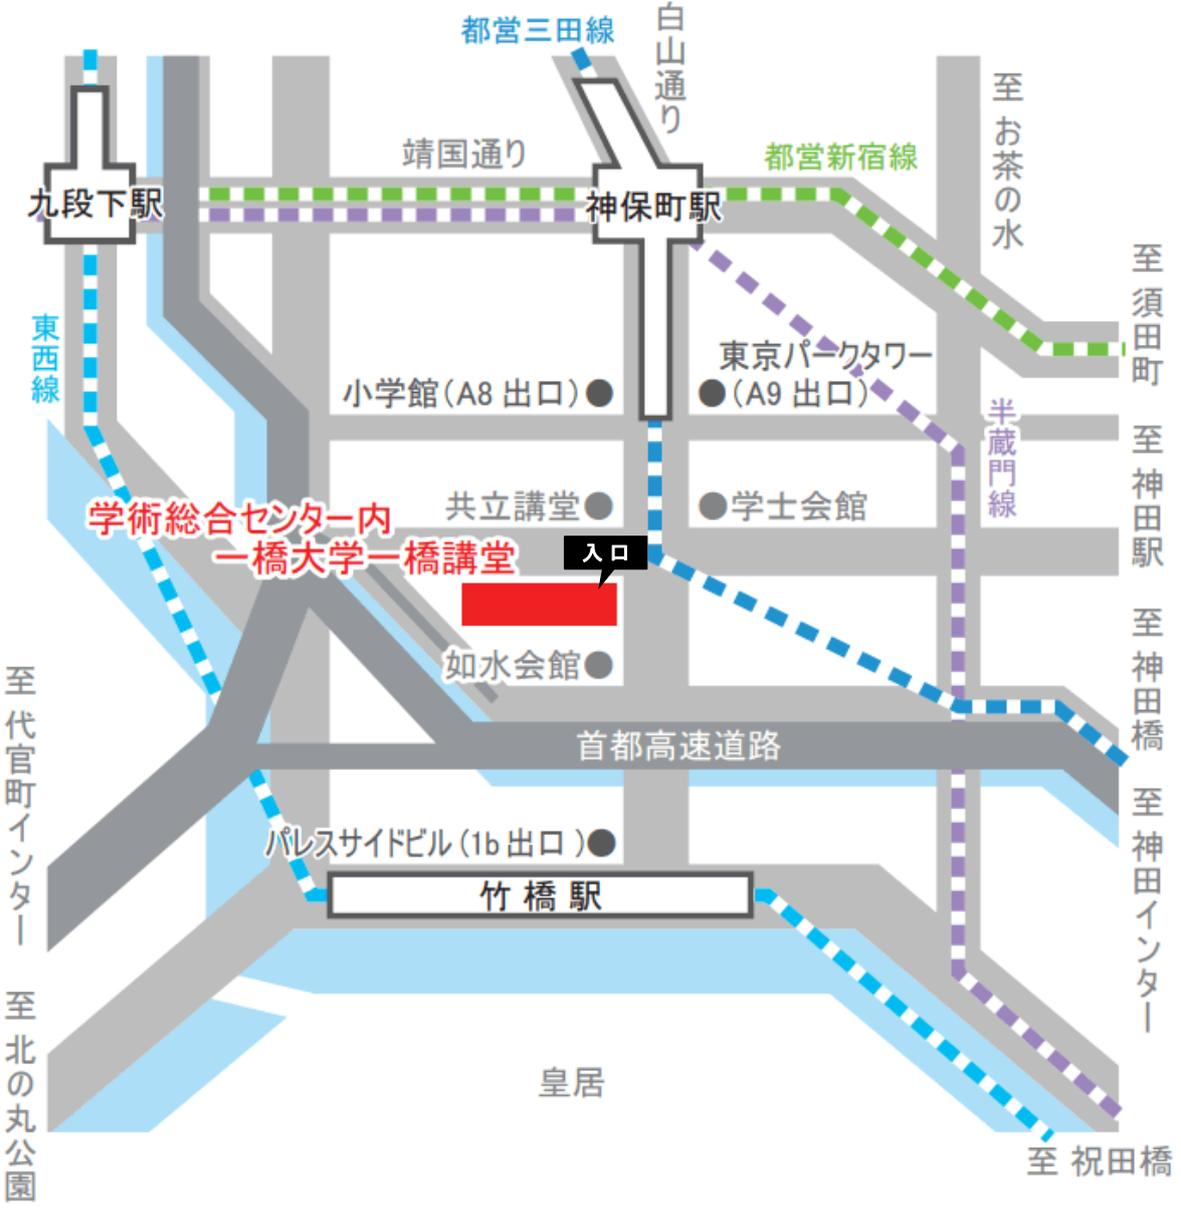 都営三田線
白山通り
至 お茶の水
靖国通り
都営新宿線
九段下駅
神保町駅
至 須田町
東西線
東京パークタワー
小学館(A8 出口)●
●(A9 出口)
半蔵門線
至 神田駅
共立講堂●
●学士会館
学術総合センター内
一橋大学一橋講堂
入口
至 神田橋
如水会館●
至 代官町インター
首都高速道路
至 神田インター
パレスサイドビル(1b 出口 )●
竹 橋 駅
至 北の丸公園
皇居
至 祝田橋